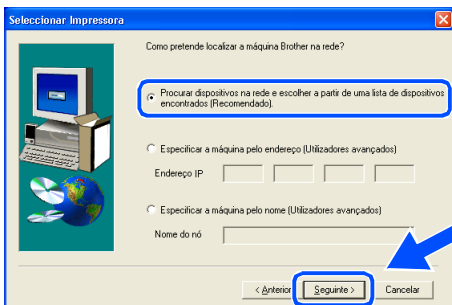 Seleccionar Impressora
Como pretende localizar a máquina Brother na rede?
Procurar dispositivos na rede e escolher a partir de uma lista de dispositivos
encontrados (Recomendado).
Especificar a máquina pelo endereço (Utilizadores avançados)
Endereço IP
Especificar a máquina pelo nome (Utilizadores avançados)
Nome do nó
< Anterior Seguinte > Cancelar